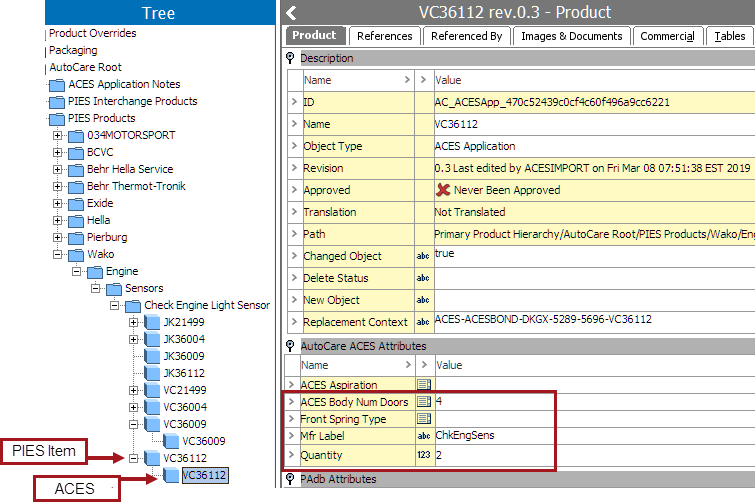 Tree
Product Overrides
Packaging
AutoCare Root
ACES Application Notes
PIES Interchange Products
PIES Products
034MOTORSPORT
BCVC
Behr Hella Service
Behr Thermot-Tronik
Exide
Hella
Pierburg
Wako
Engine
Sensors
Check Engine Light Sensor
JK21499
JK36004
JK36009
JK36112
VC21499
VC36004
VC36009
VC36009
VC36112
VC36112
PIES Item
ACES
VC36112 rev.0.3 - Product
Product References Referenced By Images & Documents Commercial Tables
Description
Name > > Value
> ID AC_ACESApp_470c52439c0cf4c60f496a9cc6221
> Name VC36112
> Object Type ACES Application
> Revision 0.3 Last edited by ACESIMPORT on Fri Mar 08 07:51:38 EST 2019
> Approved Never Been Approved
> Translation Not Translated
> Path Primary Product Hierarchy/AutoCare Root/PIES Products/Wako/Eng
> Changed Object abc true
> Delete Status abc
> New Object abc
> Replacement Context abc ACES-ACESBOND-DKGX-5289-5696-VC36112
AutoCare ACES Attributes
Name > > Value
> ACES Aspiration
> ACES Body Num Doors 4
> Front Spring Type
> Mfr Label abc ChkEngSens
> Quantity 123 2
PAdb Attributes